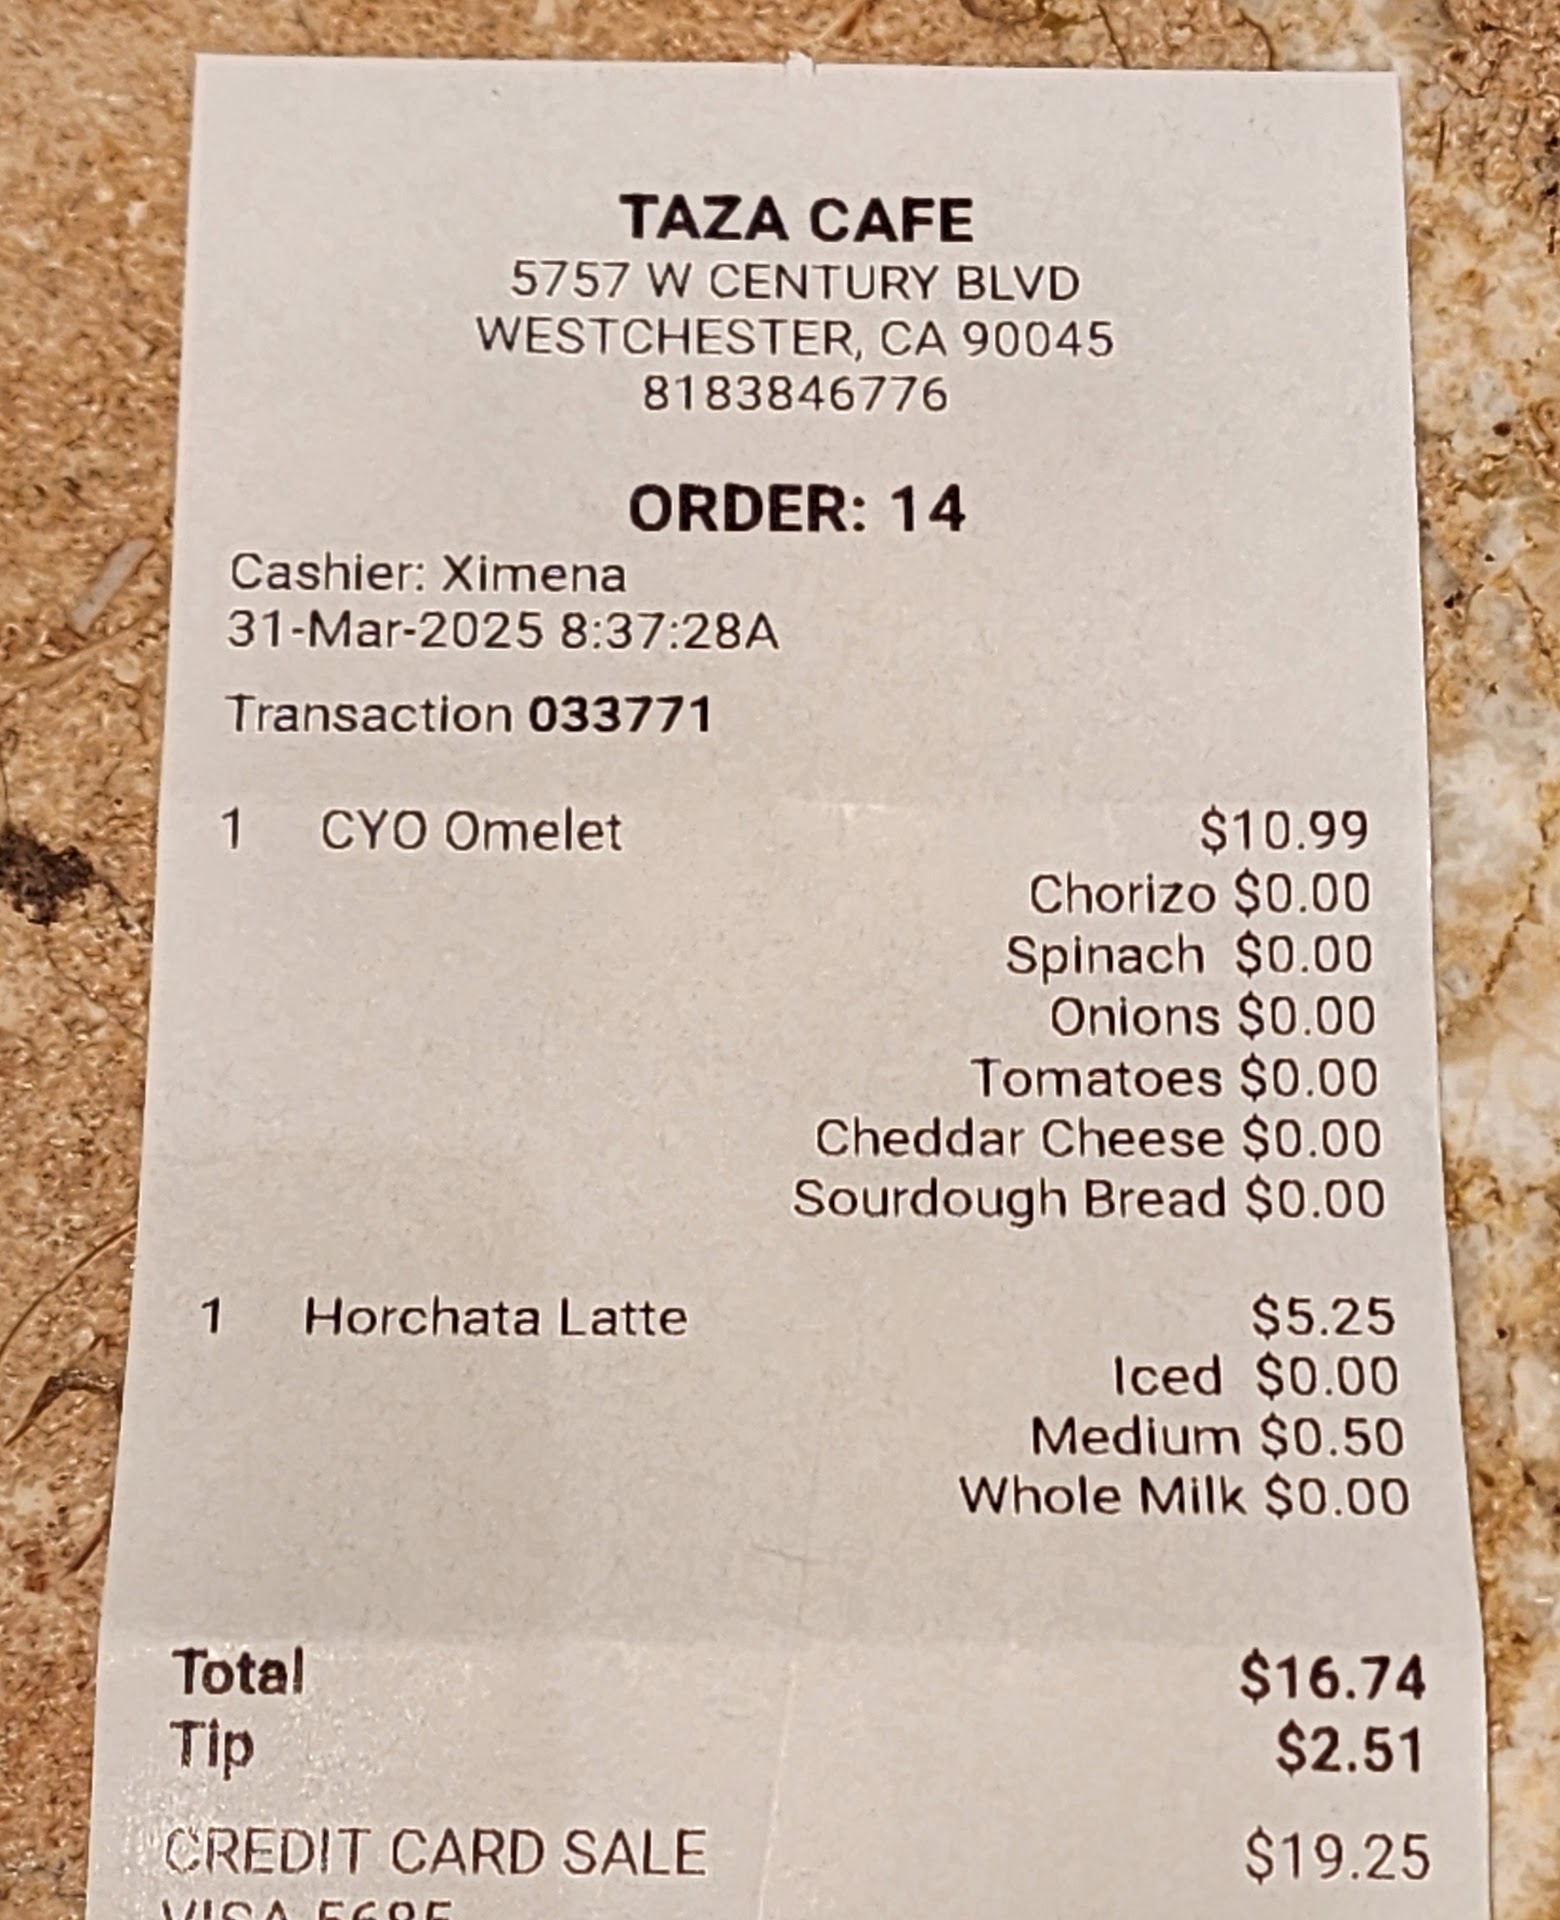 TAZA CAFE
5757 W CENTURY BLVD
WESTCHESTER, CA 90045
8183846776
ORDER: 14
Cashier: Ximena
31-Mar-2025 8:37:28A
Transaction 033771
1 CYO Omelet $10.99
Chorizo $0.00
Spinach $0.00
Onions $0.00
Tomatoes $0.00
Cheddar Cheese $0.00
Sourdough Bread $0.00
1 Horchata Latte $5.25
Iced $0.00
Medium $0.50
Whole Milk $0.00
Total $16.74
Tip $2.51
CREDIT CARD SALE $19.25
VISA